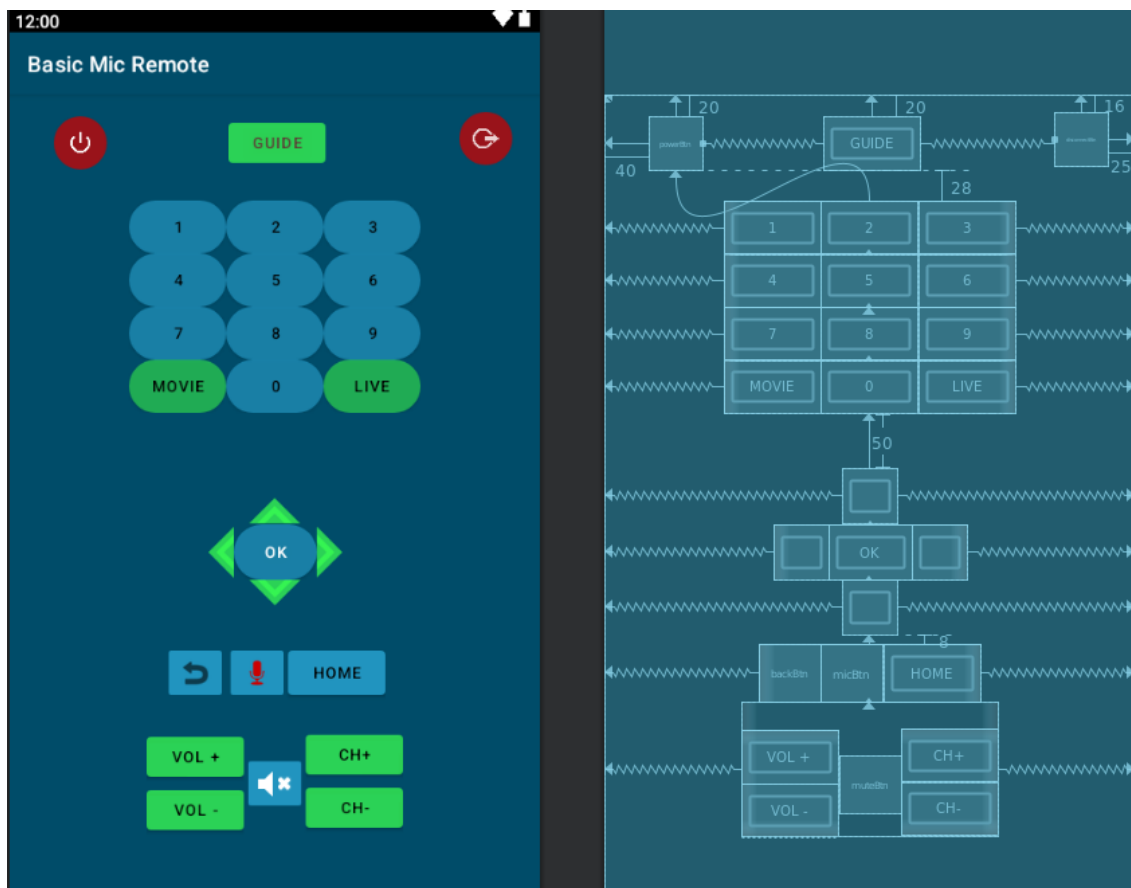 12:00
Basic Mic Remote
GUIDE
1 2 3
4 5 6
7 8 9
MOVIE 0 LIVE
OK
HOME
VOL + CH+
VOL - CH-
20 20 16
powerBtn GUIDE
40 25
28
1 2 3
4 5 6
7 8 9
MOVIE 0 LIVE
50
OK
8
backBtn micBtn HOME
VOL + CH+
muteBtn
VOL - CH-